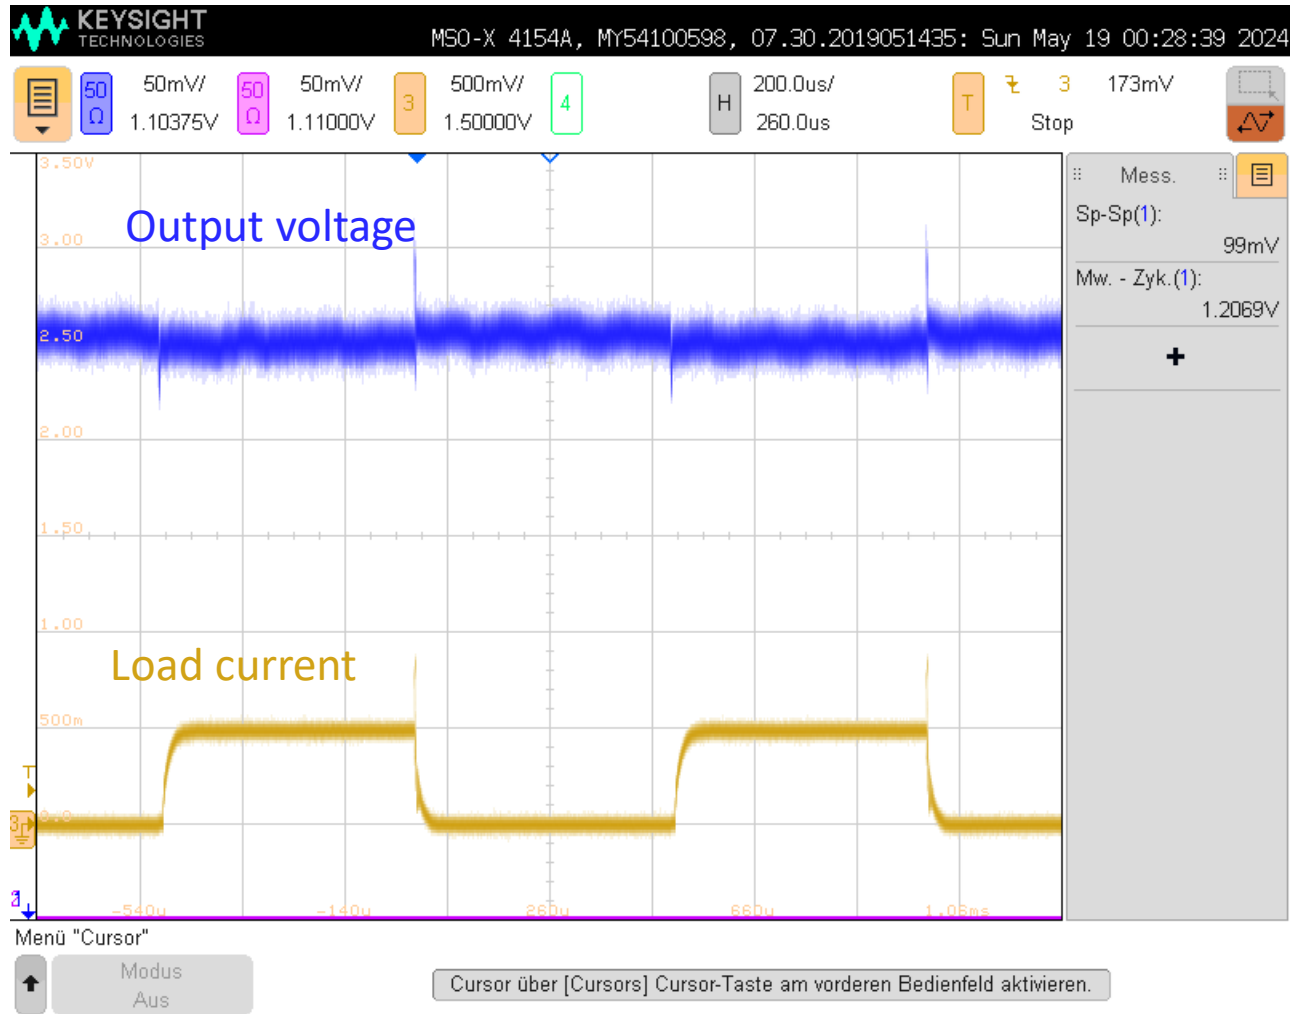 KEYSIGHT
TECHNOLOGIES
MSO-X 4154A, MY54100598, 07.30.2019051435: Sun May 19 00:28:39 2024
50 Ω
50mV/
1.10375V
50 Ω
50mV/
1.11000V
3
500mV/
1.50000V
4
H
200.0us/
260.0us
T
3
173mV
Stop
3.50V
Output voltage
3.00
2.50
2.00
1.50
1.00
Load current
500m
0.0
T
3
-540u
-140u
260u
660u
1.06ms
Mess.
Sp-Sp(1):
99mV
Mw. - Zyk.(1):
1.2069V
+
Menü "Cursor"
Modus
Aus
Cursor über [Cursors] Cursor-Taste am vorderen Bedienfeld aktivieren.